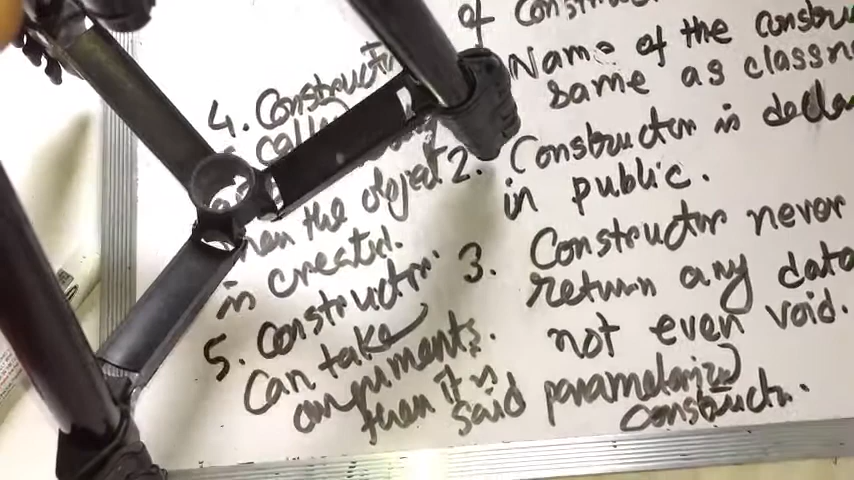 of Constru
Name of the constru
same as classn
2. Constructor is decla
in public.
3. Constructor never
return any data
not even void.
4. Constructor
call
when the object
is created.
5. Constructor
can take
arguments.
then it is
said parameterized
constructor.